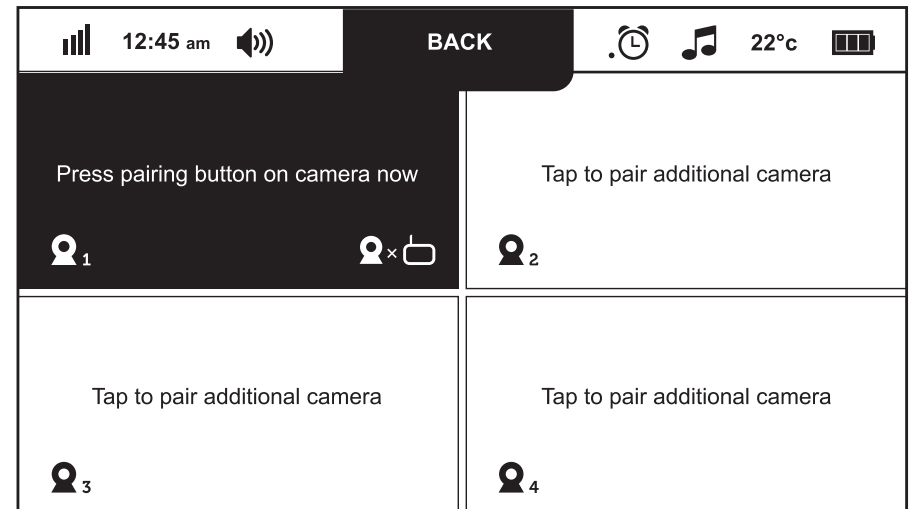 12:45 am BACK 22°c
Press pairing button on camera now
Tap to pair additional camera
1
2
Tap to pair additional camera
Tap to pair additional camera
3
4